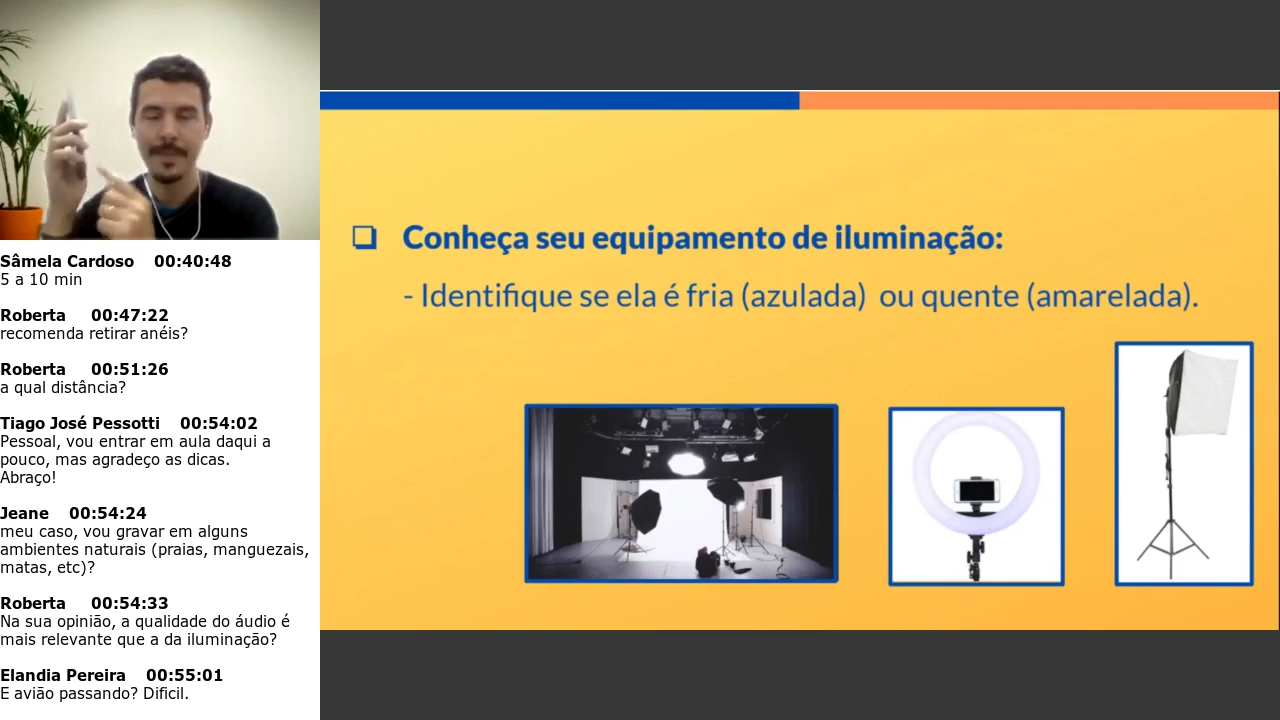 Sâmela Cardoso 00:40:48
5 a 10 min
Roberta 00:47:22
recomenda retirar anéis?
Roberta 00:51:26
a qual distância?
Tiago José Pessotti 00:54:02
Pessoal, vou entrar em aula daqui a
pouco, mas agradeço as dicas.
Abraço!
Jeane 00:54:24
meu caso, vou gravar em alguns
ambientes naturais (praias, manguezais,
matas, etc)?
Roberta 00:54:33
Na sua opinião, a qualidade do áudio é
mais relevante que a da iluminação?
Elandia Pereira 00:55:01
E avião passando? Dificil.
❏ Conheça seu equipamento de iluminação:
- Identifique se ela é fria (azulada) ou quente (amarelada).